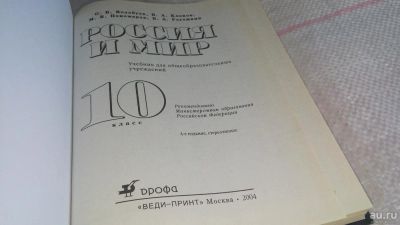 О. В. Волобуев, В. А. Клоков,
М. В. Пономарев, В. А. Рогожкин
РОССИЯ
И МИР
Учебник для общеобразовательных
учреждений
10
класс
Рекомендовано
Министерством образования
Российской Федерации
дрофа
«ВЕДИ-ПРИНТ» Москва · 2004
au.ru